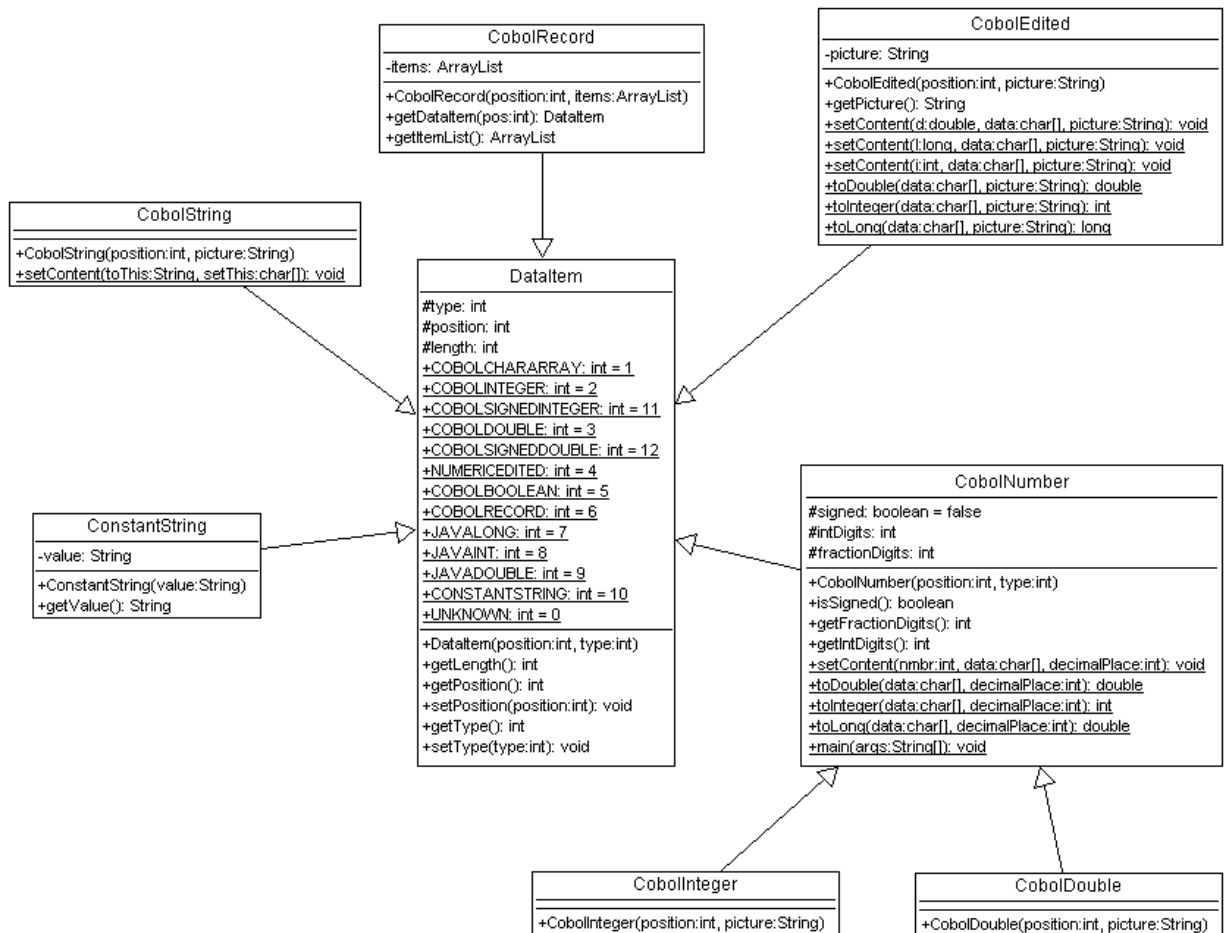 CobolRecord
-items: ArrayList
+CobolRecord(position:int, items:ArrayList)
+getDataItem(pos:int): DataItem
+getItemList(): ArrayList
CobolEdited
-picture: String
+CobolEdited(position:int, picture:String)
+getPicture(): String
+setContent(d:double, data:char[], picture:String): void
+setContent(l:long, data:char[], picture:String): void
+setContent(i:int, data:char[], picture:String): void
+toDouble(data:char[], picture:String): double
+toInteger(data:char[], picture:String): int
+toLong(data:char[], picture:String): long
CobolString
+CobolString(position:int, picture:String)
+setContent(toThis:String, setThis:char[]): void
DataItem
#type: int
#position: int
#length: int
+COBOLCHARARRAY: int = 1
+COBOLINTEGER: int = 2
+COBOLSIGNEDINTEGER: int = 11
+COBOLDOUBLE: int = 3
+COBOLSIGNEDDOUBLE: int = 12
+NUMERICEDITED: int = 4
+COBOLBOOLEAN: int = 5
+COBOLRECORD: int = 6
+JAVALONG: int = 7
+JAVAINT: int = 8
+JAVADOUBLE: int = 9
+CONSTANTSTRING: int = 10
+UNKNOWN: int = 0
+DataItem(position:int, type:int)
+getLength(): int
+getPosition(): int
+setPosition(position:int): void
+getType(): int
+setType(type:int): void
ConstantString
-value: String
+ConstantString(value:String)
+getValue(): String
CobolNumber
#signed: boolean = false
#intDigits: int
#fractionDigits: int
+CobolNumber(position:int, type:int)
+isSigned(): boolean
+getFractionDigits(): int
+getIntDigits(): int
+setContent(nmbr:int, data:char[], decimalPlace:int): void
+toDouble(data:char[], decimalPlace:int): double
+toInteger(data:char[], decimalPlace:int): int
+toLong(data:char[], decimalPlace:int): double
+main(args:String[]): void
CobolInteger
+CobolInteger(position:int, picture:String)
CobolDouble
+CobolDouble(position:int, picture:String)